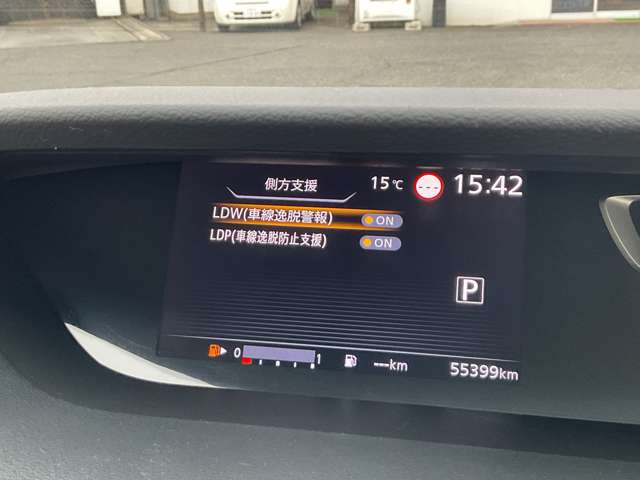 側方支援
15℃
---
15:42
LDW(車線逸脱警報) ON
LDP(車線逸脱防止支援) ON
P
0 1
---km
55399km